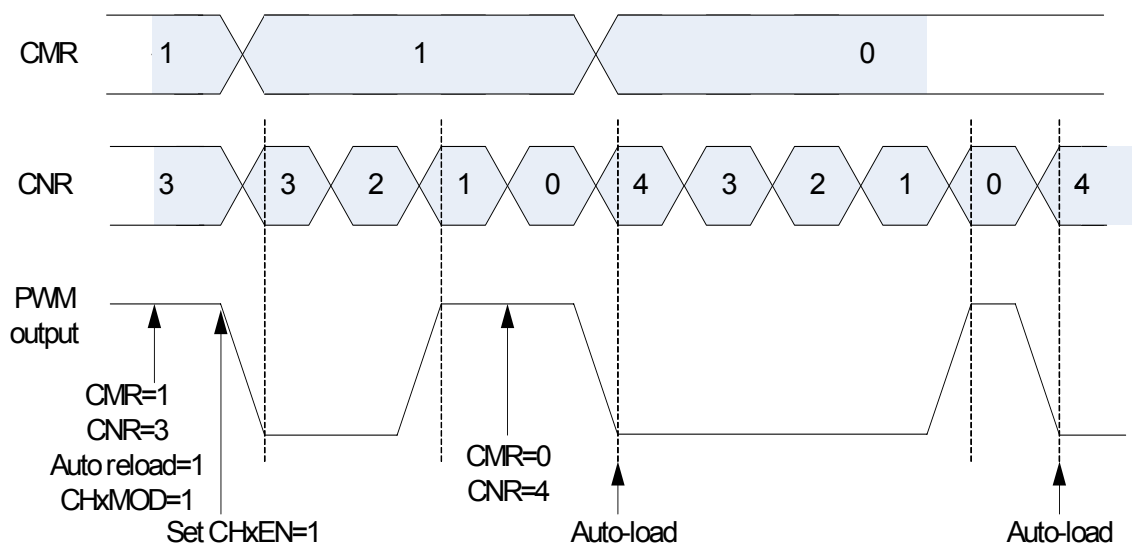 CMR
1
1
0
CNR
3
3
2
1
0
4
3
2
1
0
4
PWM
output
CMR=1
CNR=3
Auto reload=1
CHxMOD=1
Set CHxEN=1
CMR=0
CNR=4
Auto-load
Auto-load